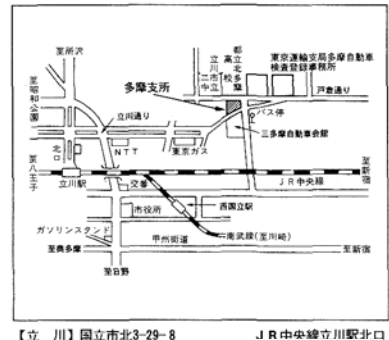 至所沢
立川二中
都立北多摩高校
東京運輸支局多摩自動車
検査登録事務所
至昭和公園
多摩支所
戸倉通り
バス停
立川通り
三多摩自動車会館
北口
NTT
東京ガス
至八王子
至新宿
立川駅
交番
JR中央線
市役所
西国立駅
ガソリンスタンド
甲州街道
南武線(至川崎)
至奥多摩
至新宿
至日野
【立 川】国立市北3-29-8
JR中央線立川駅北口